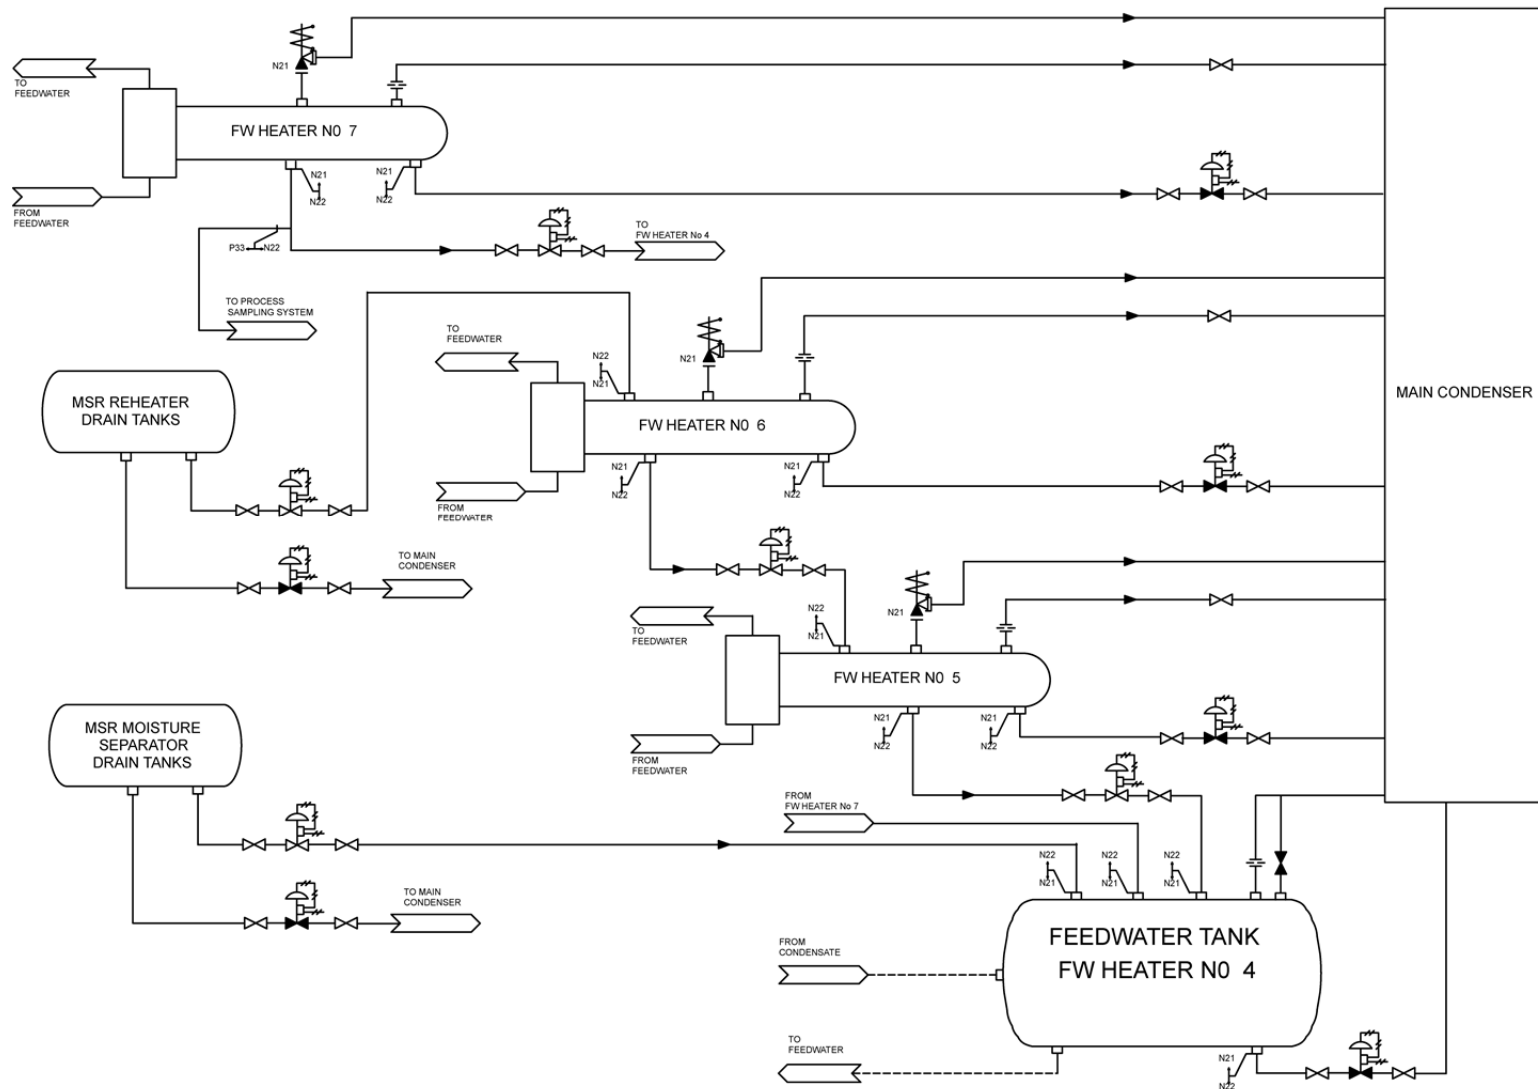 N21
TO
FEEDWATER
FW HEATER N0 7
N21
N22
N21
N22
FROM
FEEDWATER
P33
N22
TO
FW HEATER No 4
TO PROCESS
SAMPLING SYSTEM
TO
FEEDWATER
N22
N21
N21
MSR REHEATER
DRAIN TANKS
MAIN CONDENSER
FW HEATER N0 6
N21
N22
N21
N22
FROM
FEEDWATER
TO MAIN
CONDENSER
TO
FEEDWATER
N22
N21
N21
FW HEATER N0 5
N21
N22
N21
N22
MSR MOISTURE
SEPARATOR
DRAIN TANKS
FROM
FEEDWATER
FROM
FW HEATER No 7
N22
N21
N22
N21
N22
N21
TO MAIN
CONDENSER
FEEDWATER TANK
FW HEATER N0 4
FROM
CONDENSATE
TO
FEEDWATER
N21
N22